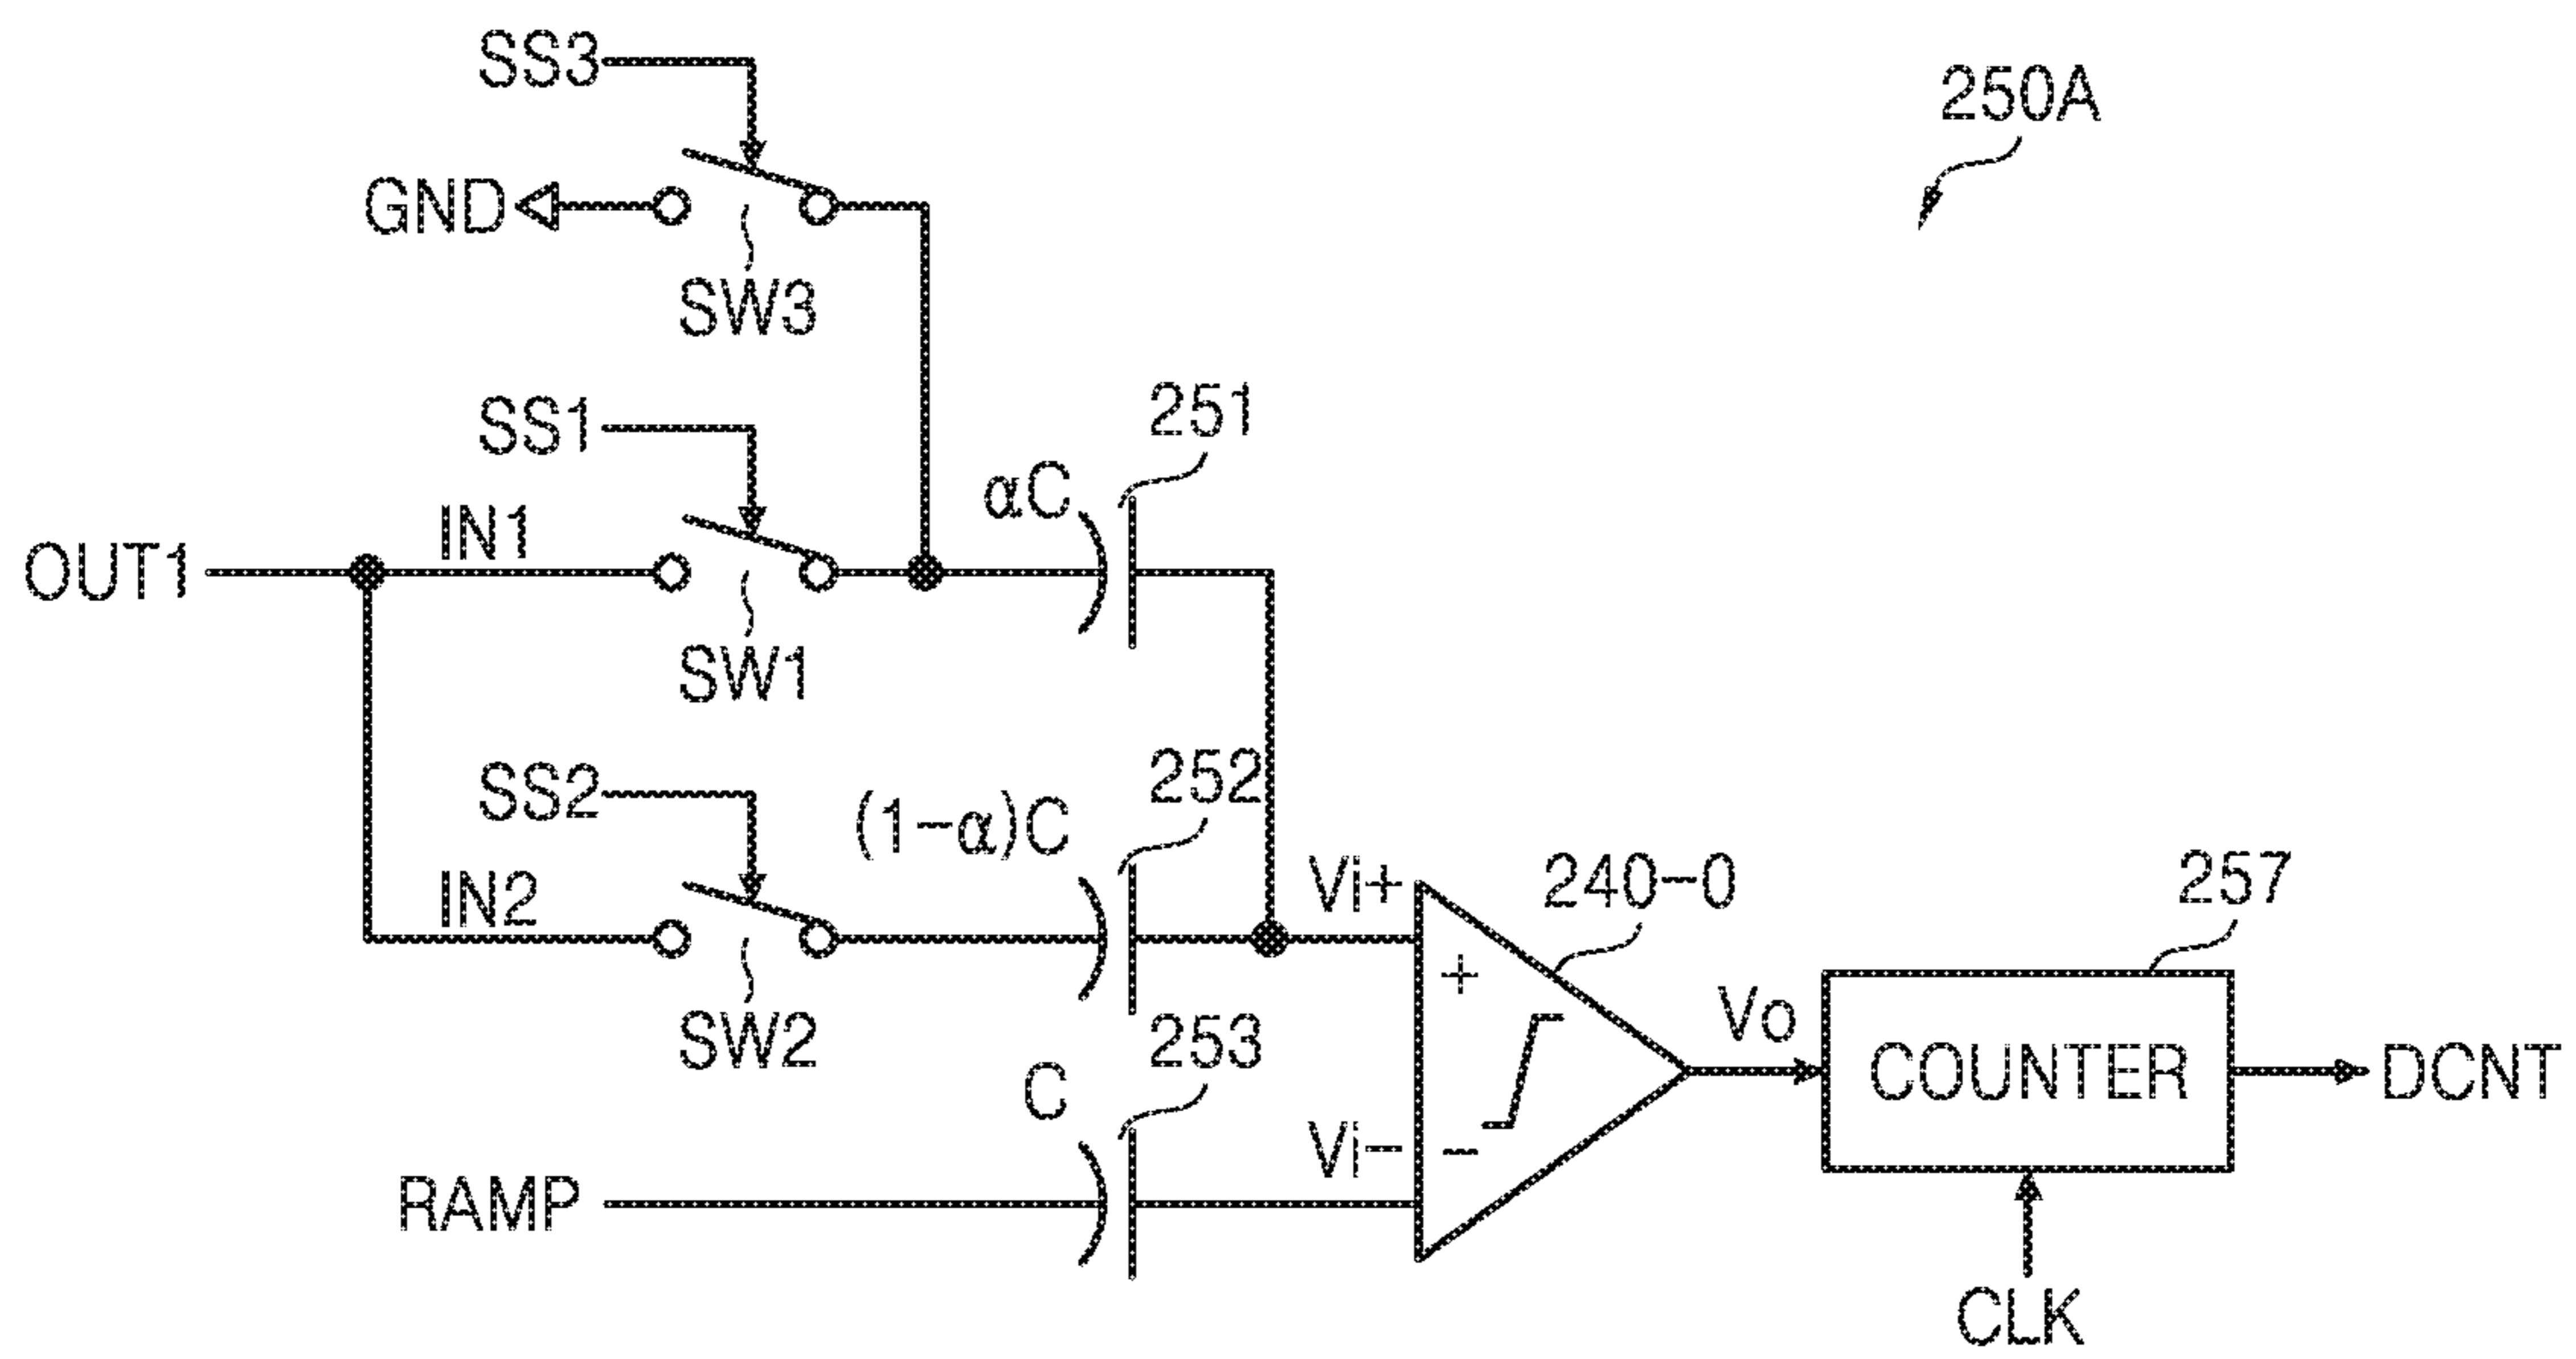 SS3
250A
GND
SW3
SS1
251
αC
IN1
OUT1
SW1
SS2
252
(1-α)C
Vi+
240-0
257
IN2
+
Vo
SW2
253
COUNTER
DCNT
C
Vi-
-
RAMP
CLK